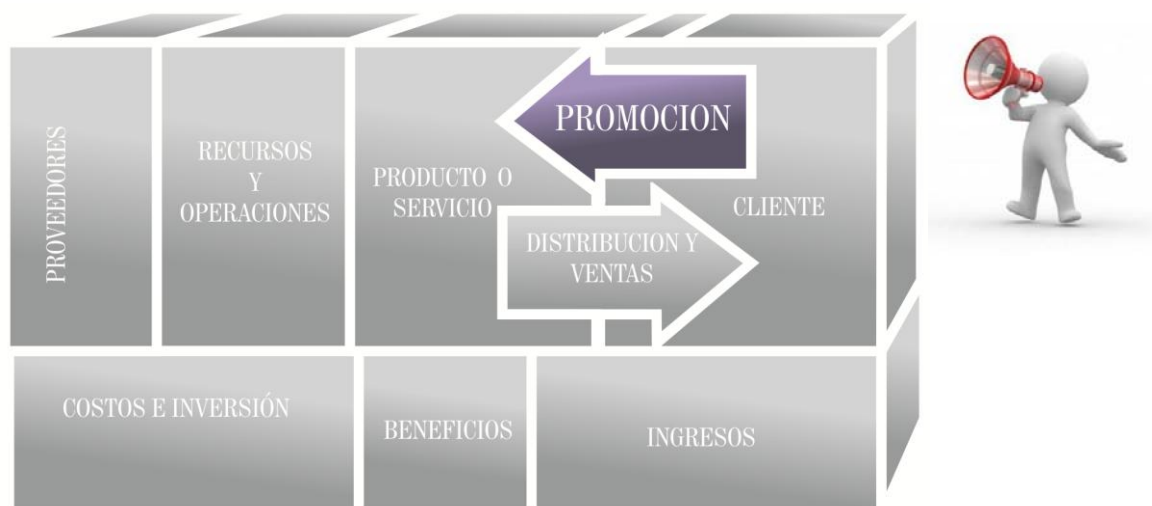 PROVEEDORES
RECURSOS
Y
OPERACIONES
PRODUCTO O
SERVICIO
PROMOCION
DISTRIBUCION Y
VENTAS
CLIENTE
COSTOS E INVERSIÓN
BENEFICIOS
INGRESOS